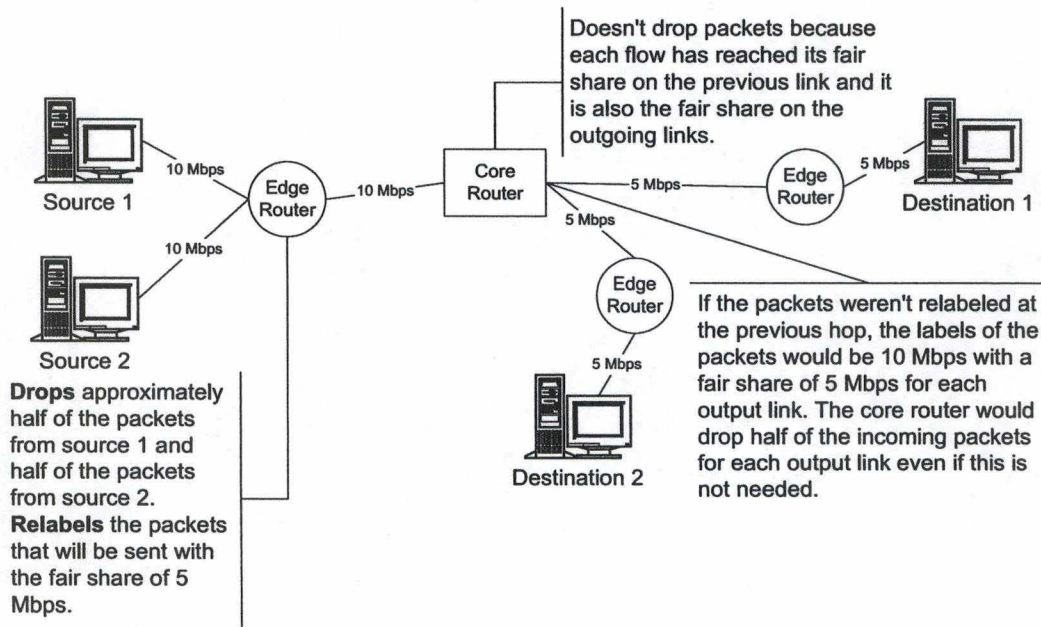 Doesn't drop packets because
each flow has reached its fair
share on the previous link and it
is also the fair share on the
outgoing links.
Source 1
10 Mbps
Source 2
10 Mbps
Edge
Router
10 Mbps
Core
Router
5 Mbps
Edge
Router
5 Mbps
Destination 1
5 Mbps
Edge
Router
5 Mbps
Destination 2
Drops approximately
half of the packets
from source 1 and
half of the packets
from source 2.
Relabels the packets
that will be sent with
the fair share of 5
Mbps.
If the packets weren't relabeled at
the previous hop, the labels of the
packets would be 10 Mbps with a
fair share of 5 Mbps for each
output link. The core router would
drop half of the incoming packets
for each output link even if this is
not needed.